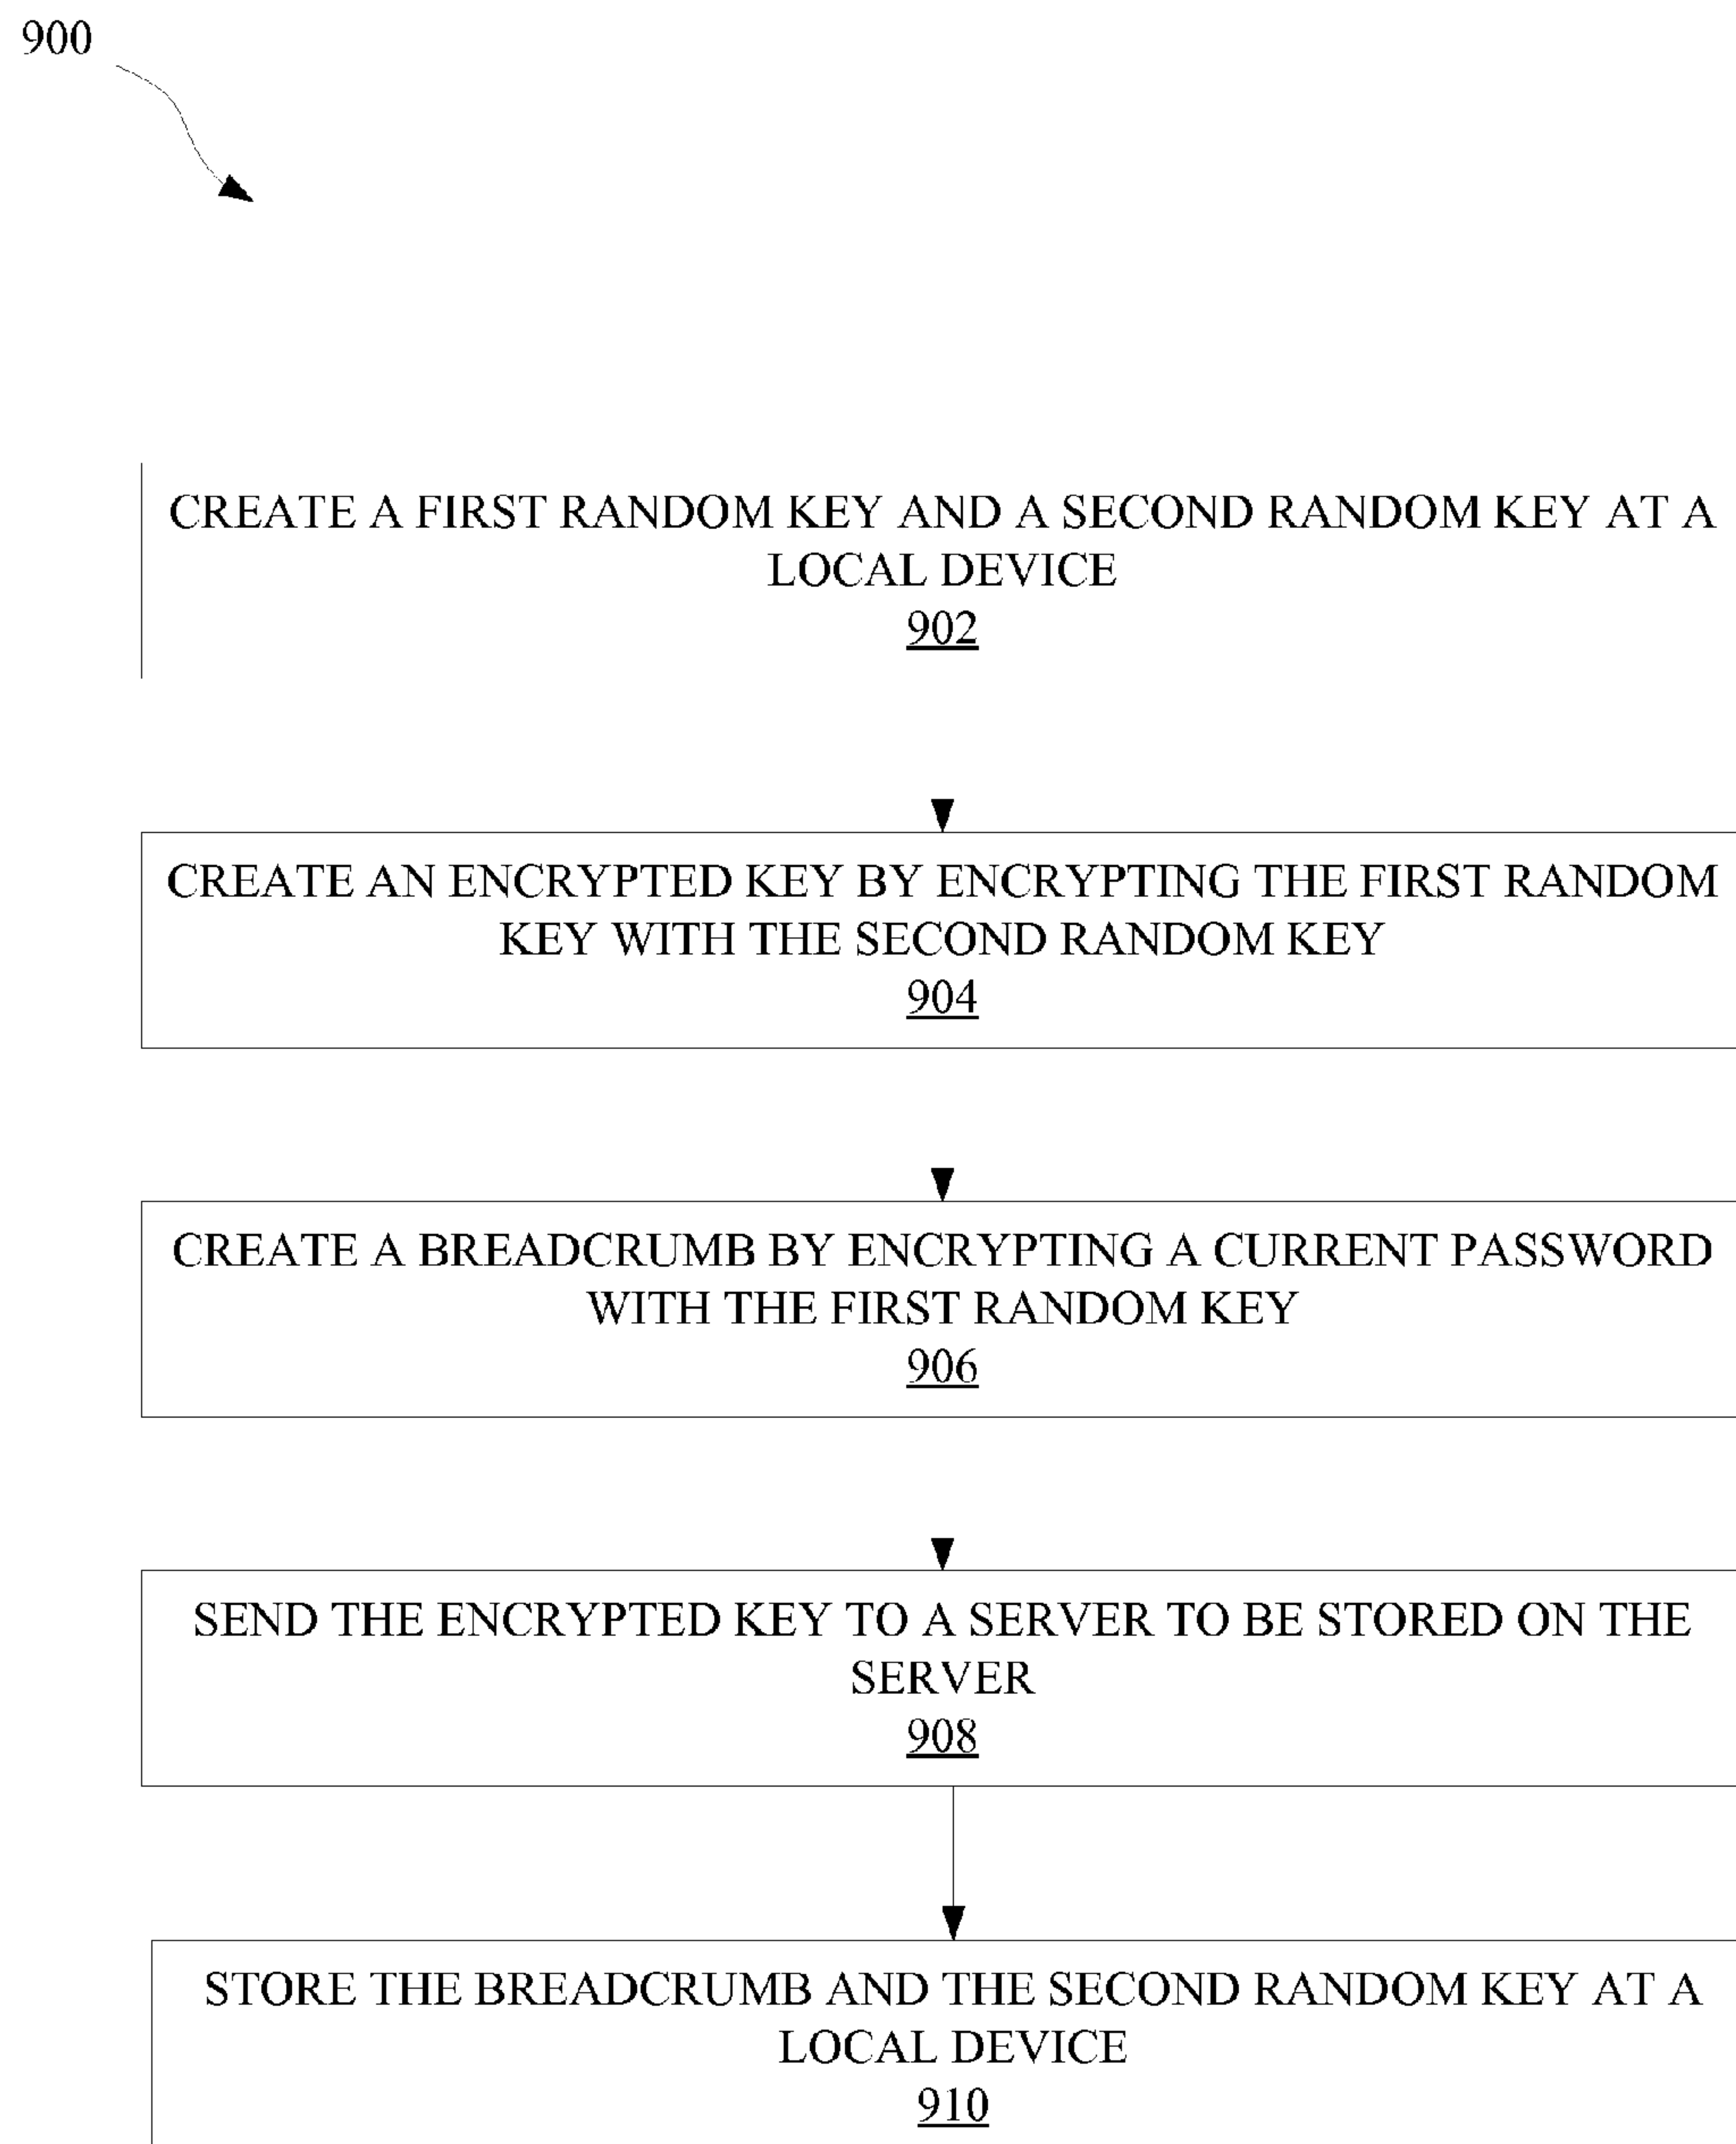 900
CREATE A FIRST RANDOM KEY AND A SECOND RANDOM KEY AT A
LOCAL DEVICE
902
CREATE AN ENCRYPTED KEY BY ENCRYPTING THE FIRST RANDOM
KEY WITH THE SECOND RANDOM KEY
904
CREATE A BREADCRUMB BY ENCRYPTING A CURRENT PASSWORD
WITH THE FIRST RANDOM KEY
906
SEND THE ENCRYPTED KEY TO A SERVER TO BE STORED ON THE
SERVER
908
STORE THE BREADCRUMB AND THE SECOND RANDOM KEY AT A
LOCAL DEVICE
910